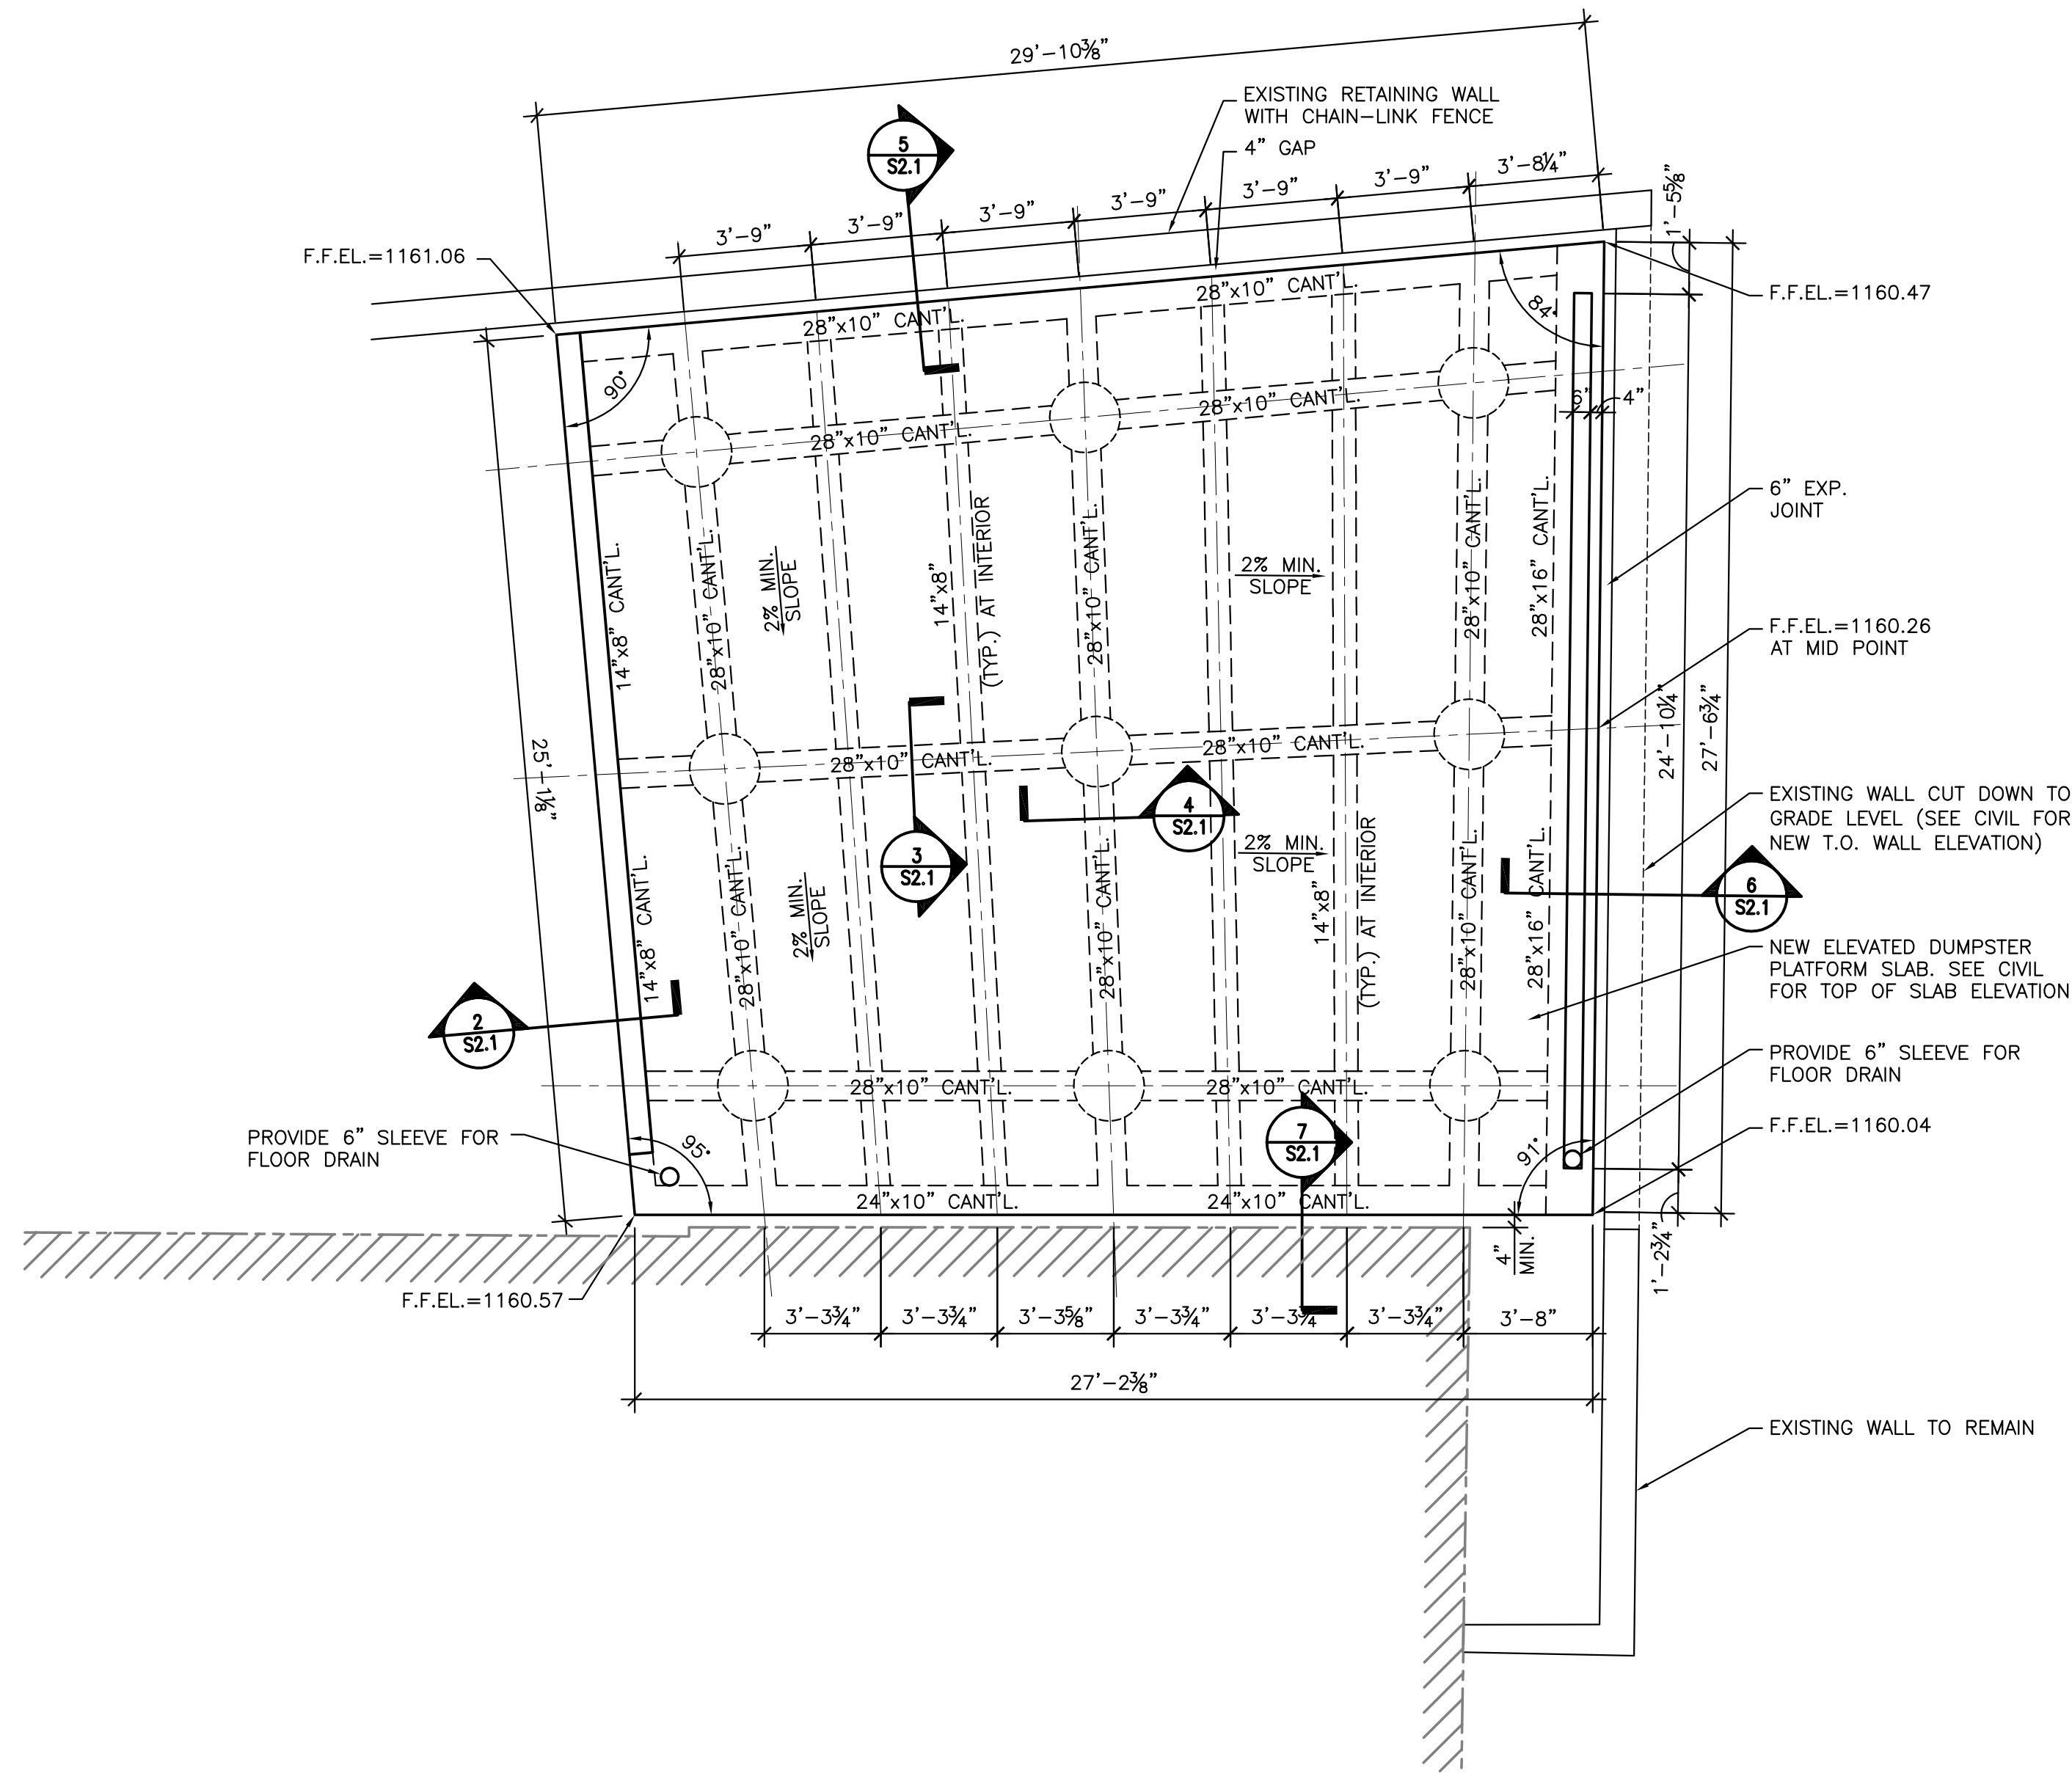 29'-10⅜"
EXISTING RETAINING WALL
WITH CHAIN-LINK FENCE
4" GAP
5
S2.1
3'-9"
3'-9"
3'-9"
3'-9"
3'-9"
3'-9"
3'-8¼"
1'-5⅝"
F.F.EL.=1161.06
F.F.EL.=1160.47
28"x10" CANT'L.
28"x10" CANT'L.
84°
90°
6"
4"
28"x10" CANT'L.
28"x10" CANT'L.
6" EXP.
JOINT
14"x8" CANT'L.
28"x10" CANT'L.
2% MIN.
SLOPE
14"x8"
(TYP.) AT INTERIOR
28"x10" CANT'L.
2% MIN.
SLOPE
28"x10" CANT'L.
28"x16" CANT'L.
F.F.EL.=1160.26
AT MID POINT
24'-10¼"
27'-6¾"
25'-1⅛"
28"x10" CANT'L.
28"x10" CANT'L.
EXISTING WALL CUT DOWN TO
GRADE LEVEL (SEE CIVIL FOR
NEW T.O. WALL ELEVATION)
3
S2.1
4
S2.1
6
S2.1
14"x8" CANT'L.
28"x10" CANT'L.
2% MIN.
SLOPE
28"x10" CANT'L.
2% MIN.
SLOPE
14"x8"
(TYP.) AT INTERIOR
28"x10" CANT'L.
28"x16" CANT'L.
NEW ELEVATED DUMPSTER
PLATFORM SLAB. SEE CIVIL
FOR TOP OF SLAB ELEVATION
2
S2.1
PROVIDE 6" SLEEVE FOR
FLOOR DRAIN
28"x10" CANT'L.
28"x10" CANT'L.
F.F.EL.=1160.04
PROVIDE 6" SLEEVE FOR
FLOOR DRAIN
95°
7
S2.1
91°
24"x10" CANT'L.
24"x10" CANT'L.
4"
MIN.
1'-2¾"
F.F.EL.=1160.57
3'-3¾"
3'-3¾"
3'-3⅝"
3'-3¾"
3'-3¾"
3'-3¾"
3'-8"
27'-2⅜"
EXISTING WALL TO REMAIN